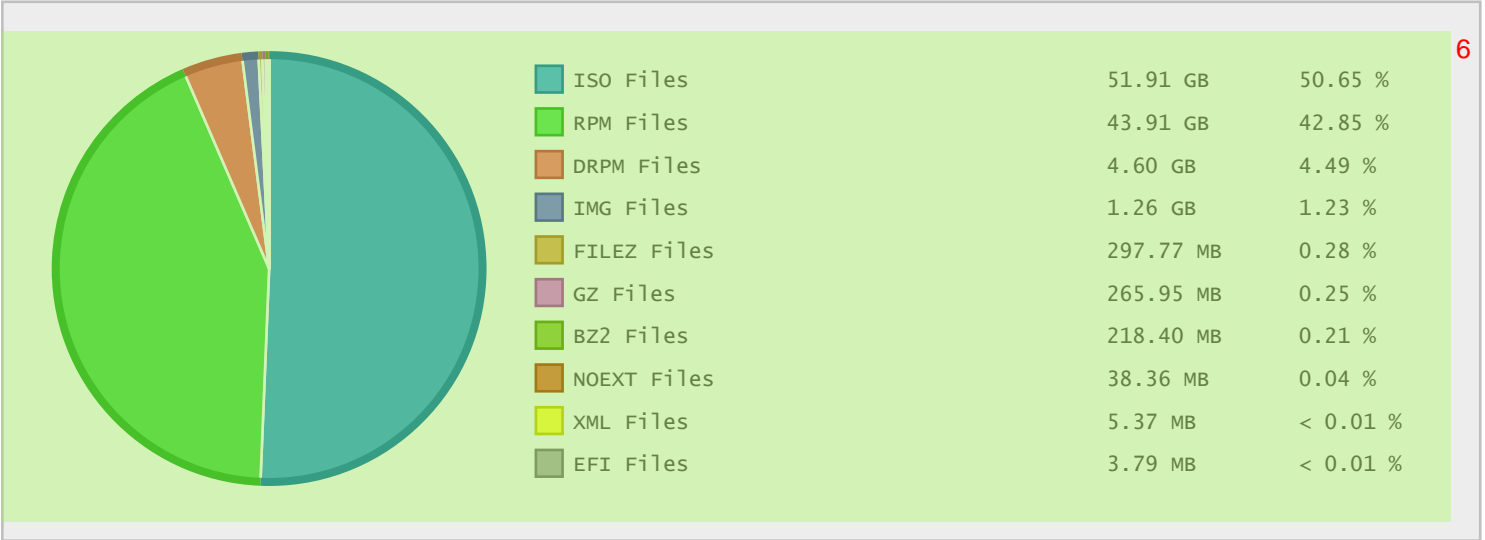 6
ISO Files 51.91 GB 50.65 %
RPM Files 43.91 GB 42.85 %
DRPM Files 4.60 GB 4.49 %
IMG Files 1.26 GB 1.23 %
FILEZ Files 297.77 MB 0.28 %
GZ Files 265.95 MB 0.25 %
BZ2 Files 218.40 MB 0.21 %
NOEXT Files 38.36 MB 0.04 %
XML Files 5.37 MB < 0.01 %
EFI Files 3.79 MB < 0.01 %